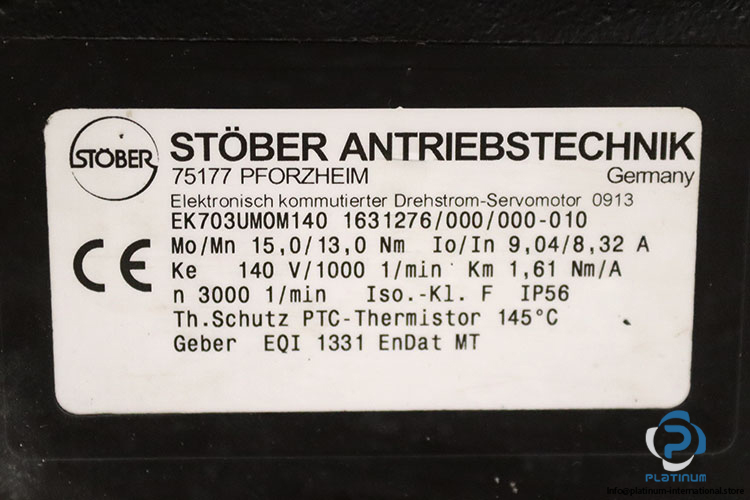 STÖBER
STÖBER ANTRIEBSTECHNIK
75177 PFORZHEIM Germany
Elektronisch kommutierter Drehstrom-Servomotor 0913
EK703UMOM140 1631276/000/000-010
Mo/Mn 15,0/13,0 Nm Io/In 9,04/8,32 A
Ke 140 V/1000 1/min Km 1,61 Nm/A
n 3000 1/min Iso.-Kl. F IP56
Th.Schutz PTC-Thermistor 145°C
Geber EQI 1331 EnDat MT
CE
PLATINUM
Info@platinum-international.store